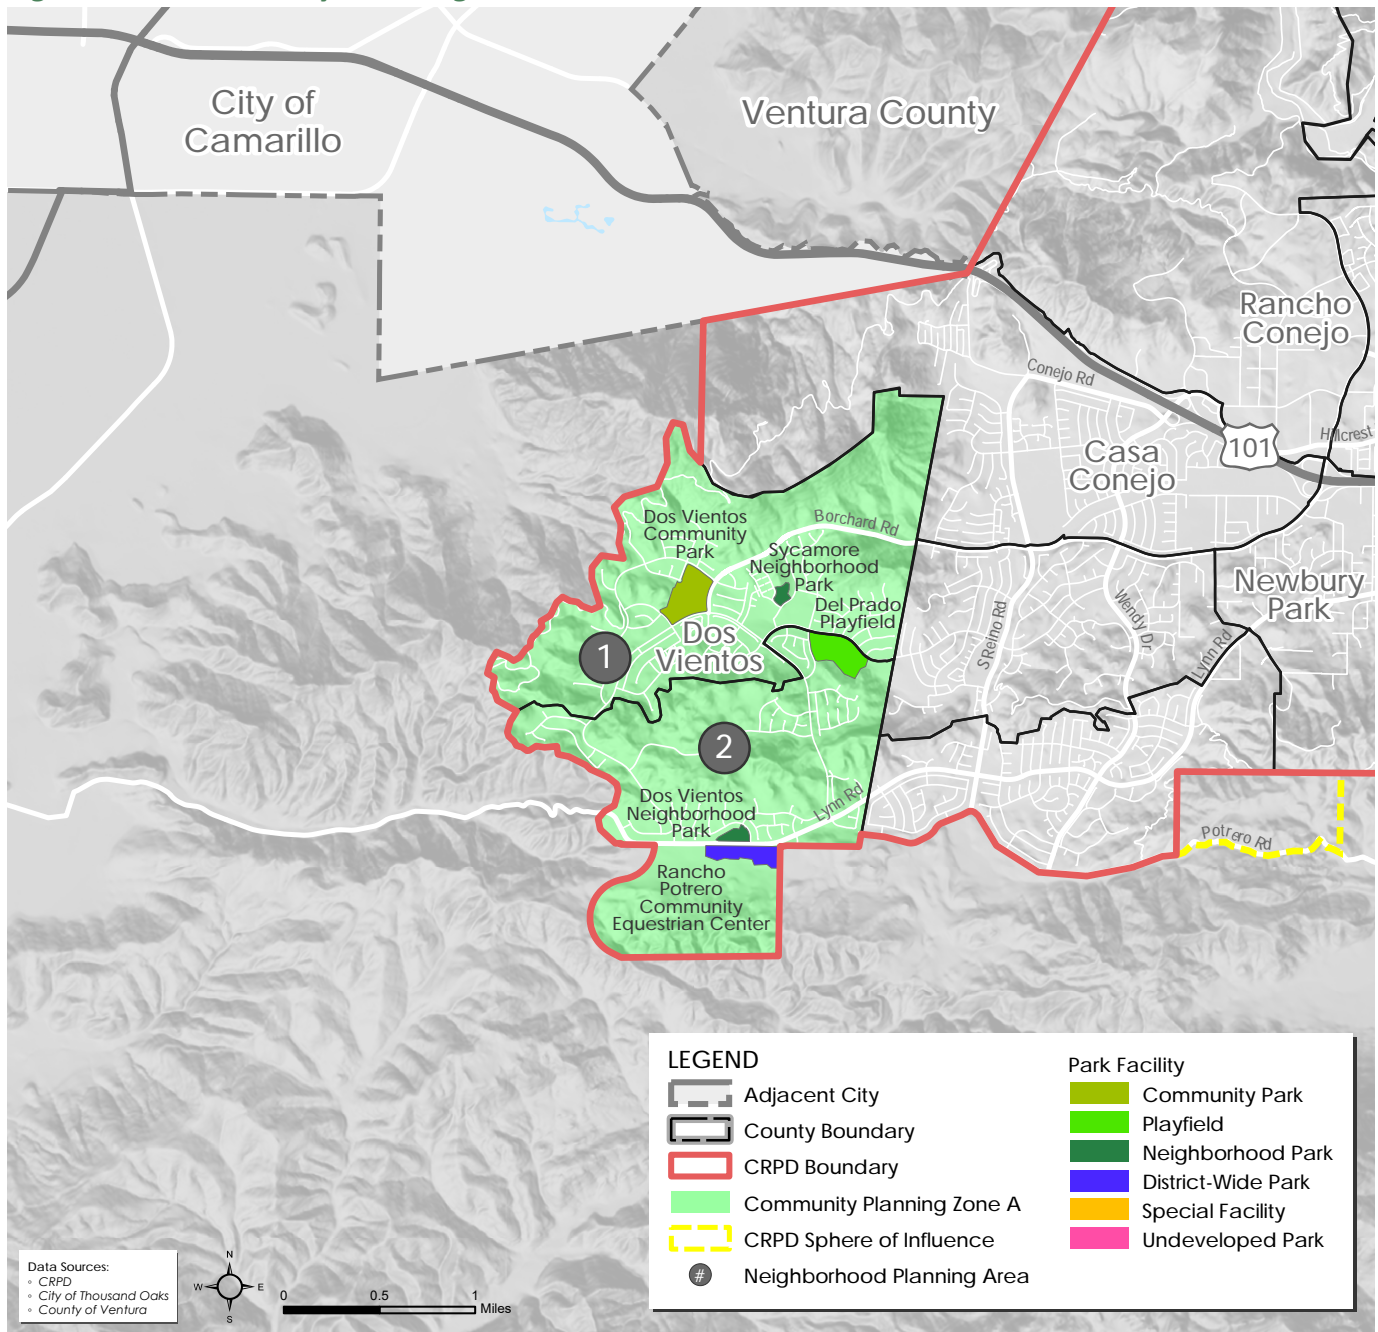 City of
Camarillo
Ventura County
Rancho
Conejo
Conejo Rd
Hillcrest
101
Casa
Conejo
Dos Vientos
Community
Park
Borchard Rd
Sycamore
Neighborhood
Park
Del Prado
Playfield
Newbury
Park
S Reino Rd
Wendy Dr
Lynn Rd
Dos
Vientos
1
2
Dos Vientos
Neighborhood
Park
Lynn Rd
Potrero Rd
Rancho
Potrero
Community
Equestrian Center
LEGEND
Adjacent City
County Boundary
CRPD Boundary
Community Planning Zone A
CRPD Sphere of Influence
# Neighborhood Planning Area
Park Facility
Community Park
Playfield
Neighborhood Park
District-Wide Park
Special Facility
Undeveloped Park
Data Sources:
◦ CRPD
◦ City of Thousand Oaks
◦ County of Ventura
N
W E
S
0 0.5 1
Miles